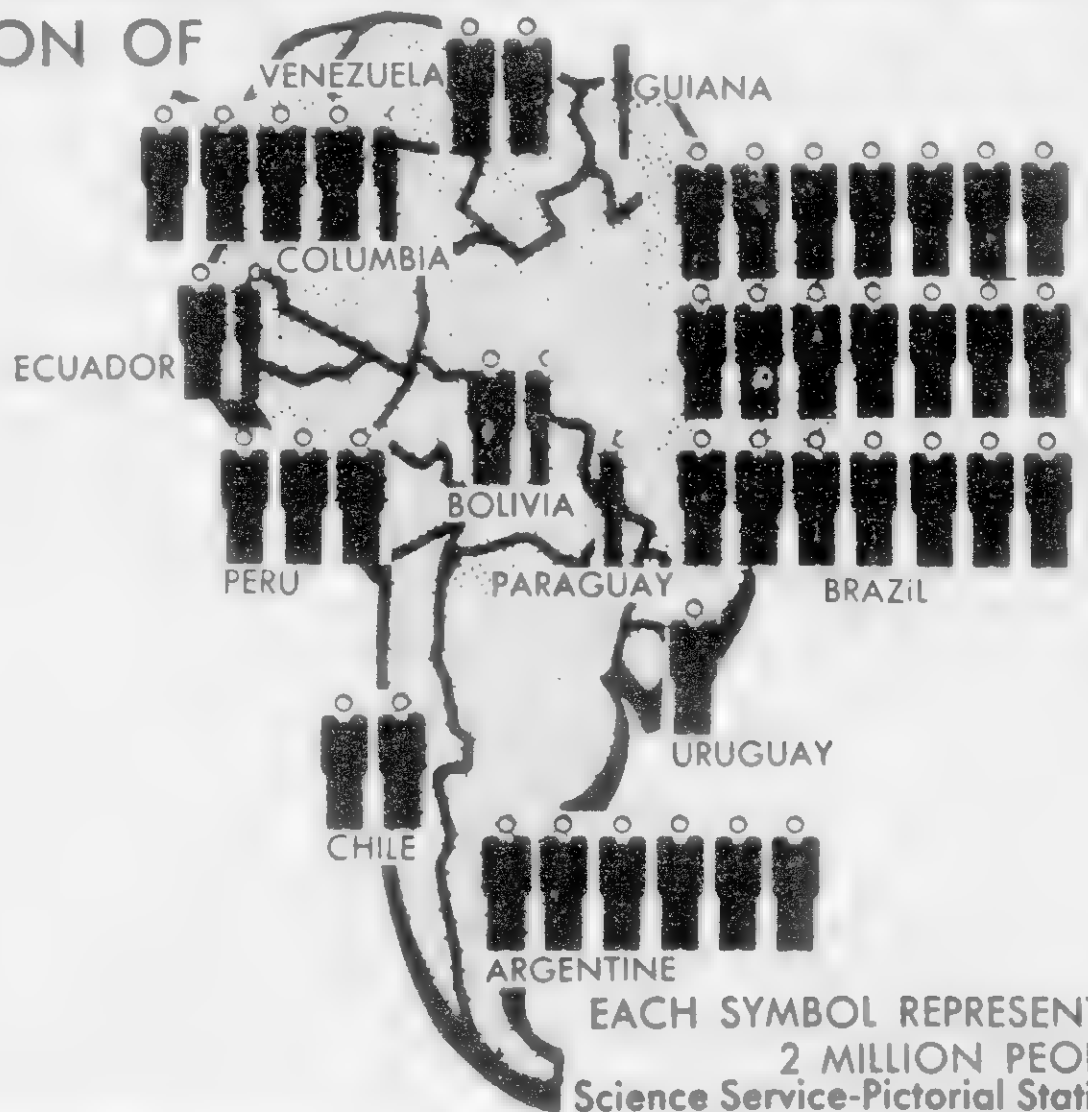 ON OF
VENEZUELA
GUIANA
COLUMBIA
ECUADOR
BOLIVIA
PERU
PARAGUAY
BRAZiL
URUGUAY
CHILE
ARGENTINE
EACH SYMBOL REPRESEN
2 MILLION PEO
Science Service-Pictorial Stati